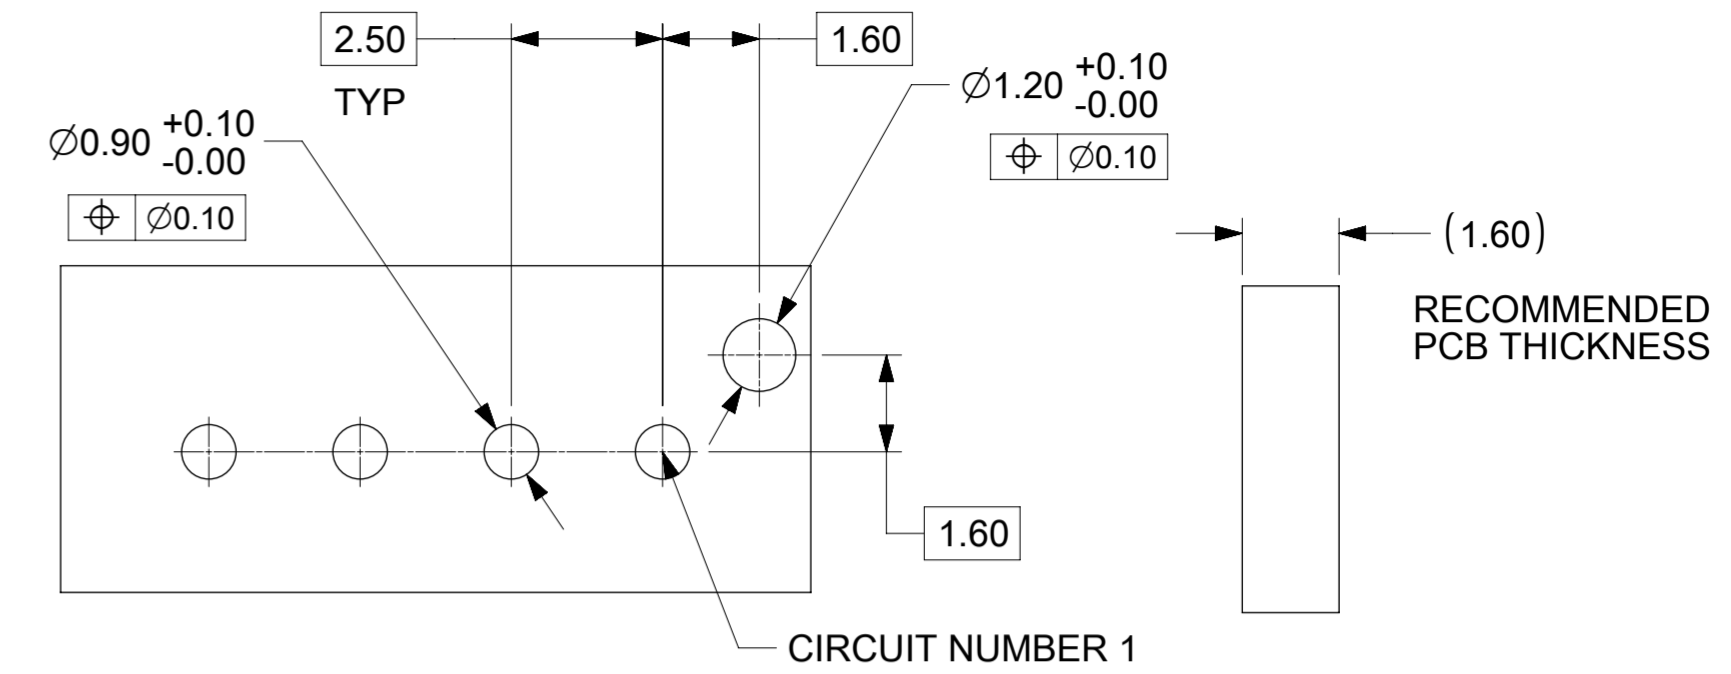 2.50
TYP
1.60
∅1.20 +0.10
-0.00
⌖ ∅0.10
∅0.90 +0.10
-0.00
⌖ ∅0.10
(1.60)
RECOMMENDED
PCB THICKNESS
1.60
CIRCUIT NUMBER 1